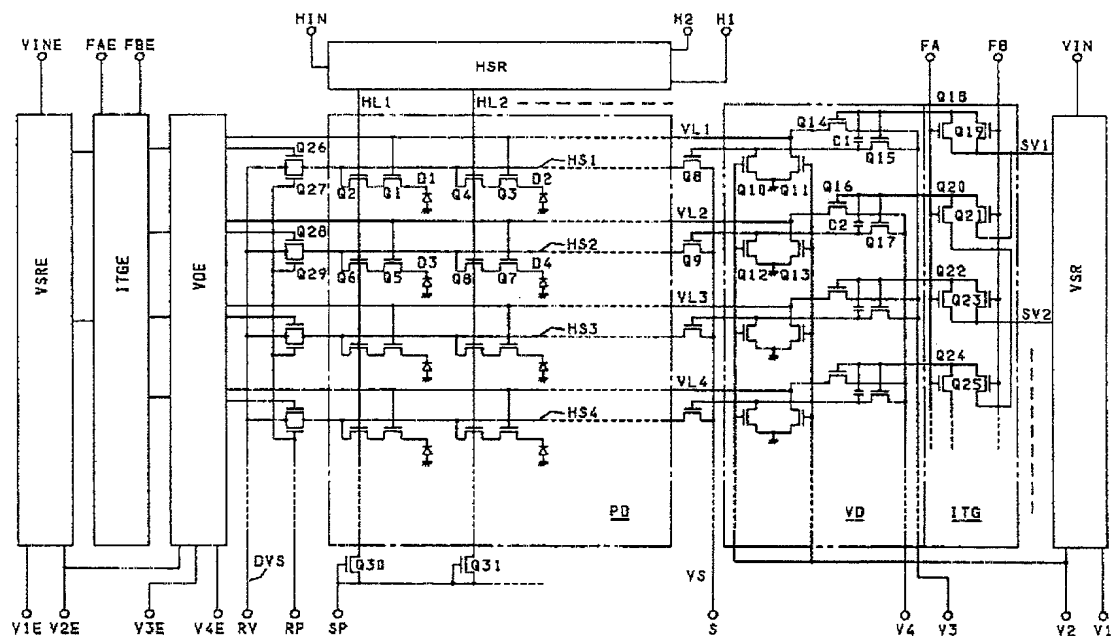 HIN H2 H1
VINE FAE FBE FA FB VIN
HSR
HL1 HL2
Q18
Q14 Q19
VL1 C1 SV1
Q26 Q15
HS1 Q8
D1 D2 Q10 Q11
Q27 Q2 Q1 Q4 Q3 Q16 Q20
Q21
VL2 C2
Q28 Q17
HS2 Q9
D3 D4 Q12 Q13
Q29 Q6 Q5 Q8 Q7 Q22
VSRE ITGE VDE VSR
VL3 Q23
HS3 SV2
Q24
VL4 Q25
HS4
PD VD ITG
DVS Q30 Q31 VS
V1E V2E V3E V4E RV RP SP S V4 V3 V2 V1